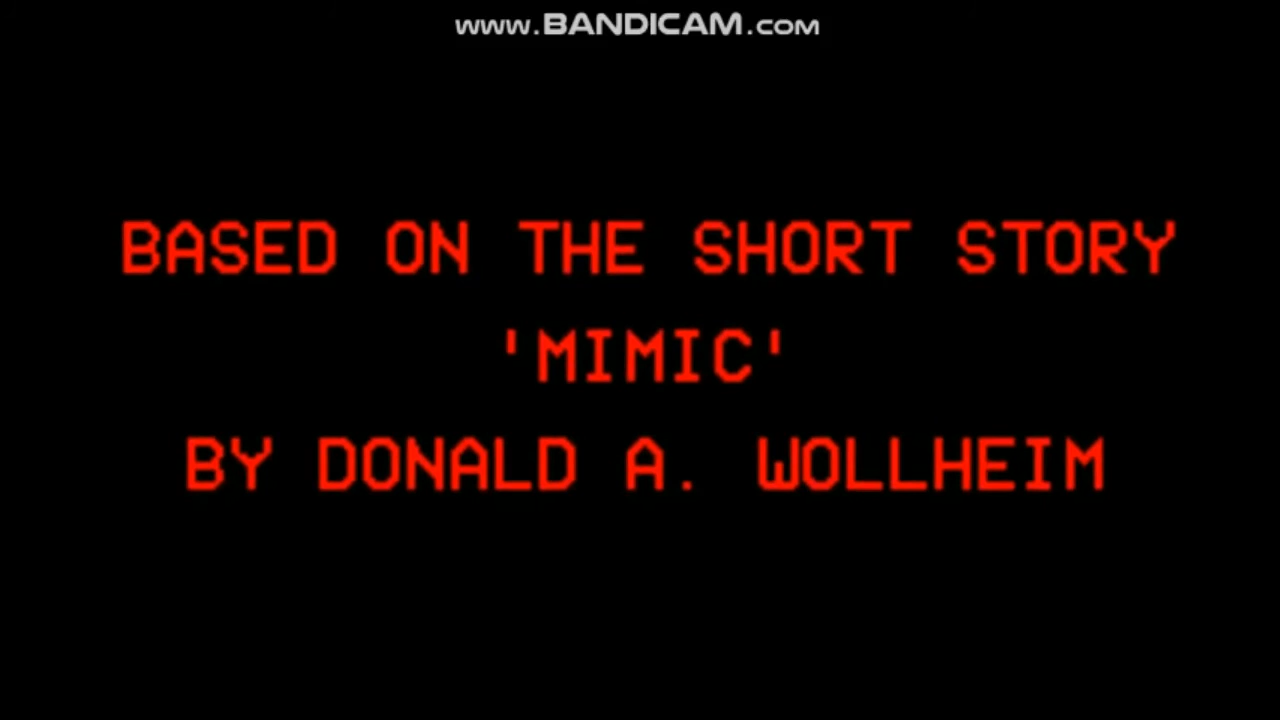 www.BANDICAM.com
BASED ON THE SHORT STORY
'MIMIC'
BY DONALD A. WOLLHEIM